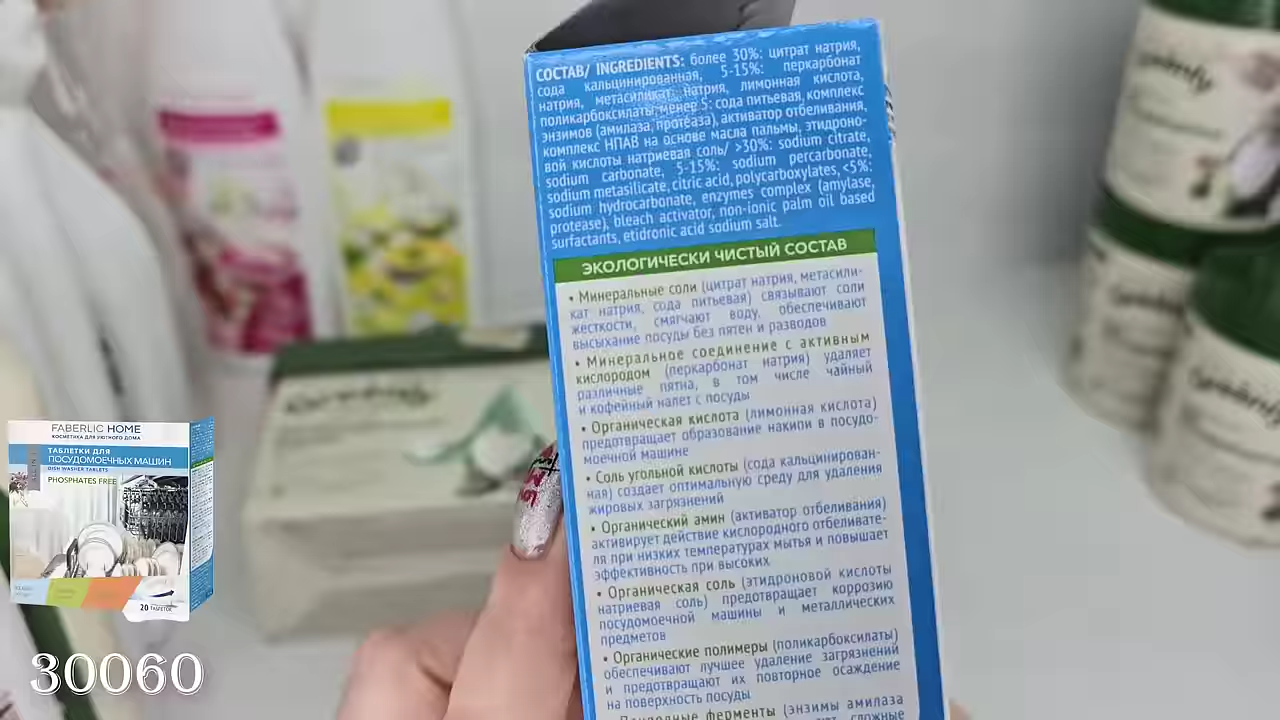 СОСТАВ/ INGREDIENTS: более 30%: цитрат натрия,
сода кальцинированная, 5-15%: перкарбонат
натрия, метасиликат натрия, лимонная кислота,
поликарбоксилаты, менее 5: сода питьевая, комплекс
энзимов (амилаза, протеаза), активатор отбеливания,
комплекс НПАВ на основе масла пальмы, этидроно-
вой кислоты натриевая соль/ >30%: sodium citrate,
sodium carbonate, 5-15%: sodium percarbonate,
sodium metasilicate, citric acid, polycarboxylates, <5%:
sodium hydrocarbonate, enzymes complex (amylase,
protease), bleach activator, non-ionic palm oil based
surfactants, etidronic acid sodium salt.
ЭКОЛОГИЧЕСКИ ЧИСТЫЙ СОСТАВ
• Минеральные соли (цитрат натрия, метасили-
кат натрия, сода питьевая) связывают соли
жесткости, смягчают воду, обеспечивают
высыхание посуды без пятен и разводов
• Минеральное соединение с активным
кислородом (перкарбонат натрия) удаляет
различные пятна, в том числе чайный
и кофейный налет с посуды
• Органическая кислота (лимонная кислота)
предотвращает образование накипи в посудо-
моечной машине
• Соль угольной кислоты (сода кальцинирован-
ная) создает оптимальную среду для удаления
жировых загрязнений
• Органический амин (активатор отбеливания)
активирует действие кислородного отбеливате-
ля при низких температурах мытья и повышает
эффективность при высоких
• Органическая соль (этидроновой кислоты
натриевая соль) предотвращает коррозию
посудомоечной машины и металлических
предметов
• Органические полимеры (поликарбоксилаты)
обеспечивают лучшее удаление загрязнений
и предотвращают их повторное осаждение
на поверхность посуды
• Природные ферменты (энзимы амилаза
сложные
FABERLIC HOME
КОСМЕТИКА ДЛЯ УЮТНОГО ДОМА
ТАБЛЕТКИ ДЛЯ
ПОСУДОМОЕЧНЫХ МАШИН
DISH WASHER TABLETS
PHOSPHATES FREE
20 ТАБЛЕТОК
30060